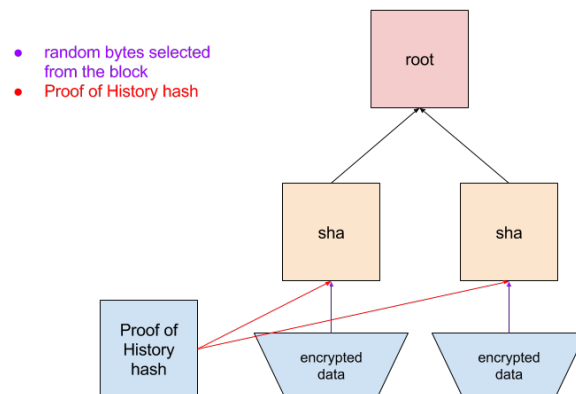 random bytes selected
from the block
Proof of History hash
root
sha
sha
Proof of
History
hash
encrypted
data
encrypted
data